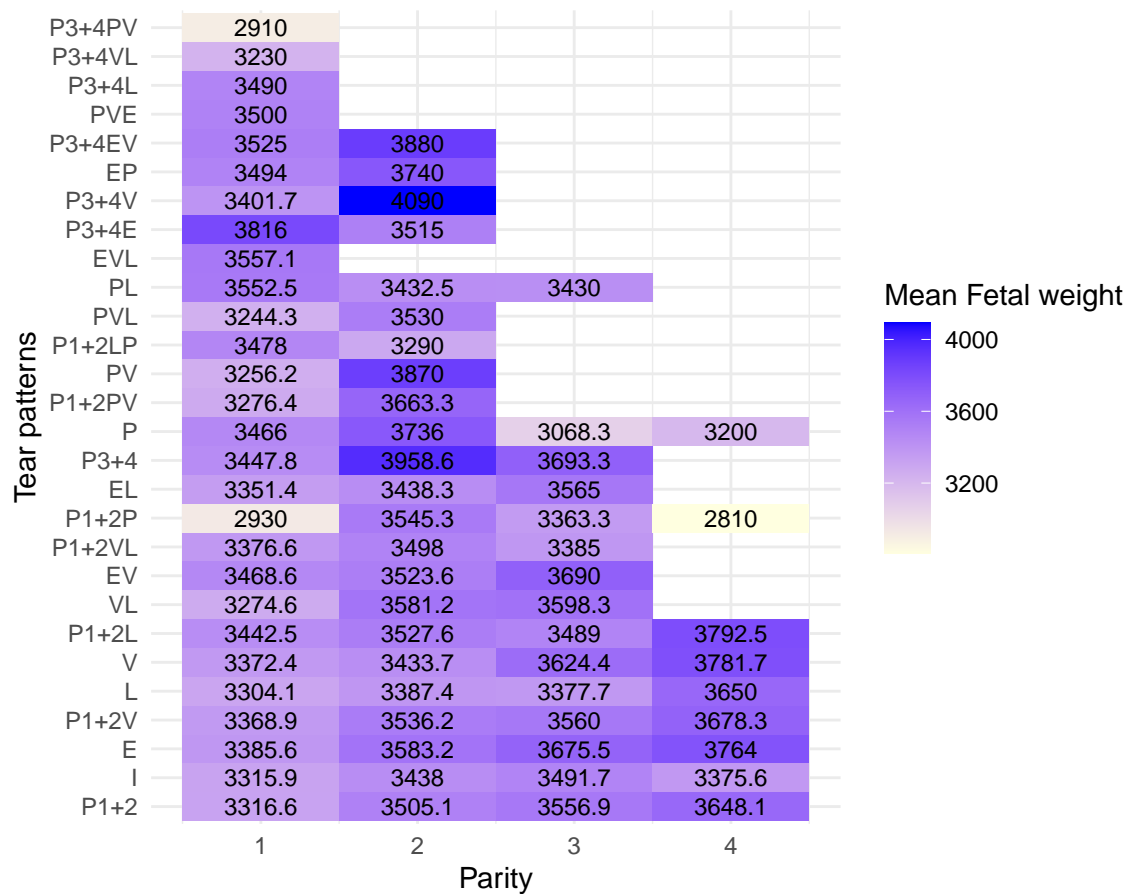 P3+4PV 2910
P3+4VL 3230
P3+4L 3490
PVE 3500
P3+4EV 3525 3880
EP 3494 3740
P3+4V 3401.7 4090
P3+4E 3816 3515
EVL 3557.1
PL 3552.5 3432.5 3430
PVL 3244.3 3530
P1+2LP 3478 3290
PV 3256.2 3870
P1+2PV 3276.4 3663.3
P 3466 3736 3068.3 3200
P3+4 3447.8 3958.6 3693.3
EL 3351.4 3438.3 3565
P1+2P 2930 3545.3 3363.3 2810
P1+2VL 3376.6 3498 3385
EV 3468.6 3523.6 3690
VL 3274.6 3581.2 3598.3
P1+2L 3442.5 3527.6 3489 3792.5
V 3372.4 3433.7 3624.4 3781.7
L 3304.1 3387.4 3377.7 3650
P1+2V 3368.9 3536.2 3560 3678.3
E 3385.6 3583.2 3675.5 3764
I 3315.9 3438 3491.7 3375.6
P1+2 3316.6 3505.1 3556.9 3648.1
1 2 3 4
Parity
Tear patterns
Mean Fetal weight
4000
3600
3200